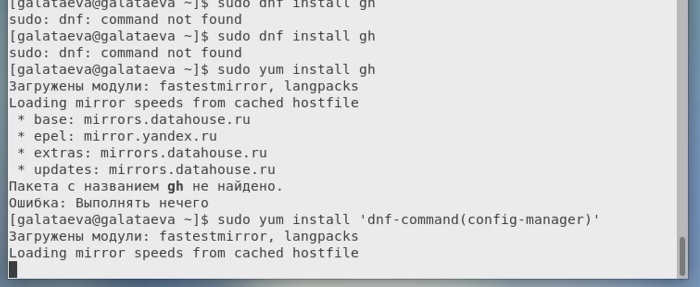 [galataeva@galataeva ~]$ sudo dnf install gh
sudo: dnf: command not found
[galataeva@galataeva ~]$ sudo dnf install gh
sudo: dnf: command not found
[galataeva@galataeva ~]$ sudo yum install gh
Загружены модули: fastestmirror, langpacks
Loading mirror speeds from cached hostfile
 * base: mirrors.datahouse.ru
 * epel: mirror.yandex.ru
 * extras: mirrors.datahouse.ru
 * updates: mirrors.datahouse.ru
Пакета с названием gh не найдено.
Ошибка: Выполнять нечего
[galataeva@galataeva ~]$ sudo yum install 'dnf-command(config-manager)'
Загружены модули: fastestmirror, langpacks
Loading mirror speeds from cached hostfile